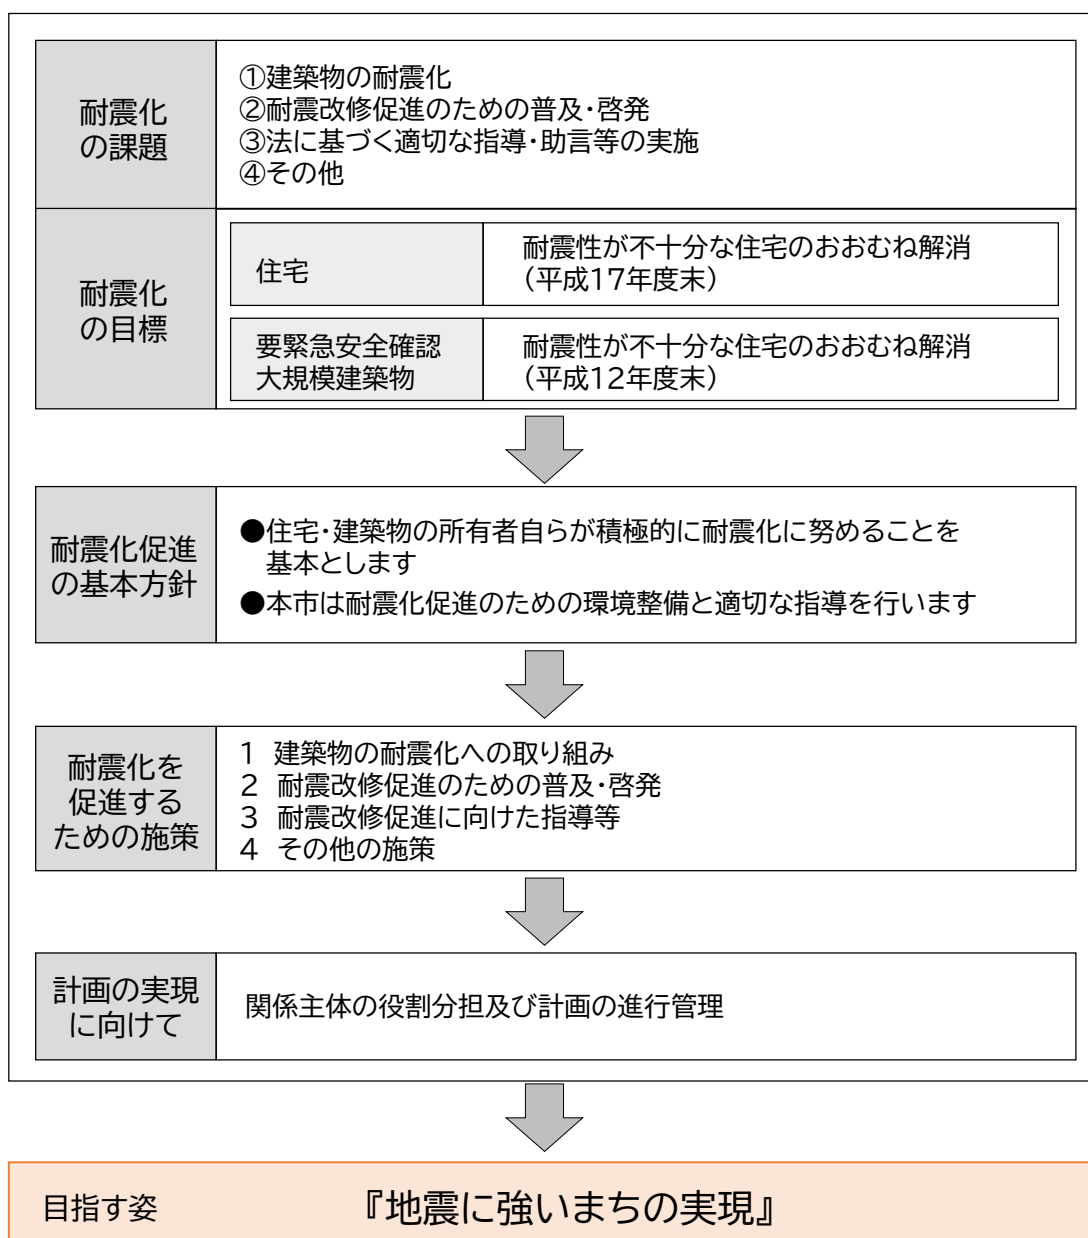 耐震化
の課題
①建築物の耐震化
②耐震改修促進のための普及・啓発
③法に基づく適切な指導・助言等の実施
④その他
耐震化
の目標
住宅
耐震性が不十分な住宅のおおむね解消
（平成17年度末）
要緊急安全確認
大規模建築物
耐震性が不十分な住宅のおおむね解消
（平成12年度末）
耐震化促進
の基本方針
●住宅・建築物の所有者自らが積極的に耐震化に努めることを
基本とします
●本市は耐震化促進のための環境整備と適切な指導を行います
耐震化を
促進する
ための施策
1 建築物の耐震化への取り組み
2 耐震改修促進のための普及・啓発
3 耐震改修促進に向けた指導等
4 その他の施策
計画の実現
に向けて
関係主体の役割分担及び計画の進行管理
目指す姿
『地震に強いまちの実現』